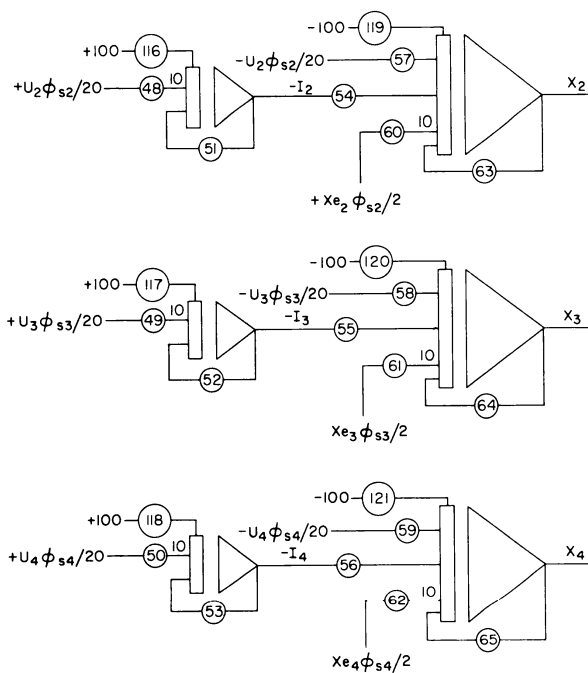 +100 116 -100 119
-U₂ϕs₂/20 57
+U₂ϕs₂/20 48 10 -I₂ 54 X₂
60 10
51 63
+ Xe₂ ϕs₂/2
-100 120
+100 117 -U₃ϕs₃/20 58
+U₃ϕs₃/20 49 10 -I₃ 55 X₃
61 10
52 64
Xe₃ϕs₃/2
-100 121
+100 118 -U₄ϕs₄/20 59
+U₄ϕs₄/20 50 10 -I₄ 56 X₄
62 10
53 65
Xe₄ϕs₄/2